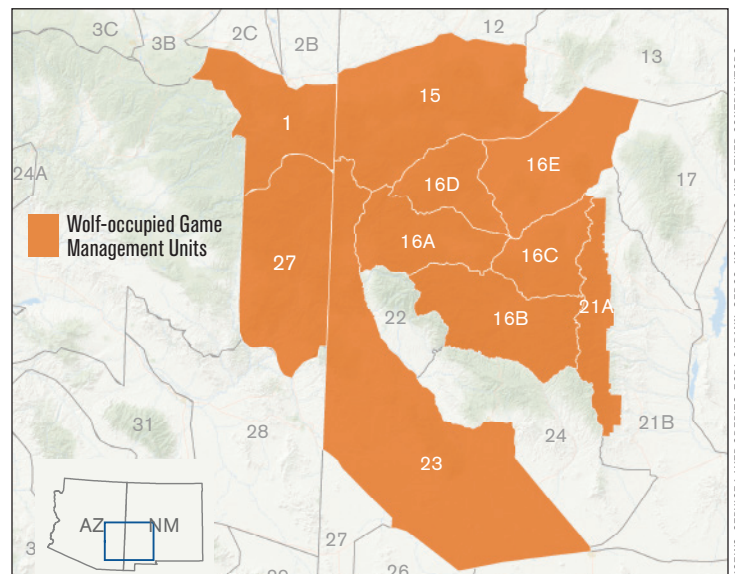 3C
3B
2C
2B
12
13
15
1
24A
16D
16E
17
Wolf-occupied Game
Management Units
16A
16C
27
22
16B
21A
31
28
24
21B
23
AZ
NM
27
26